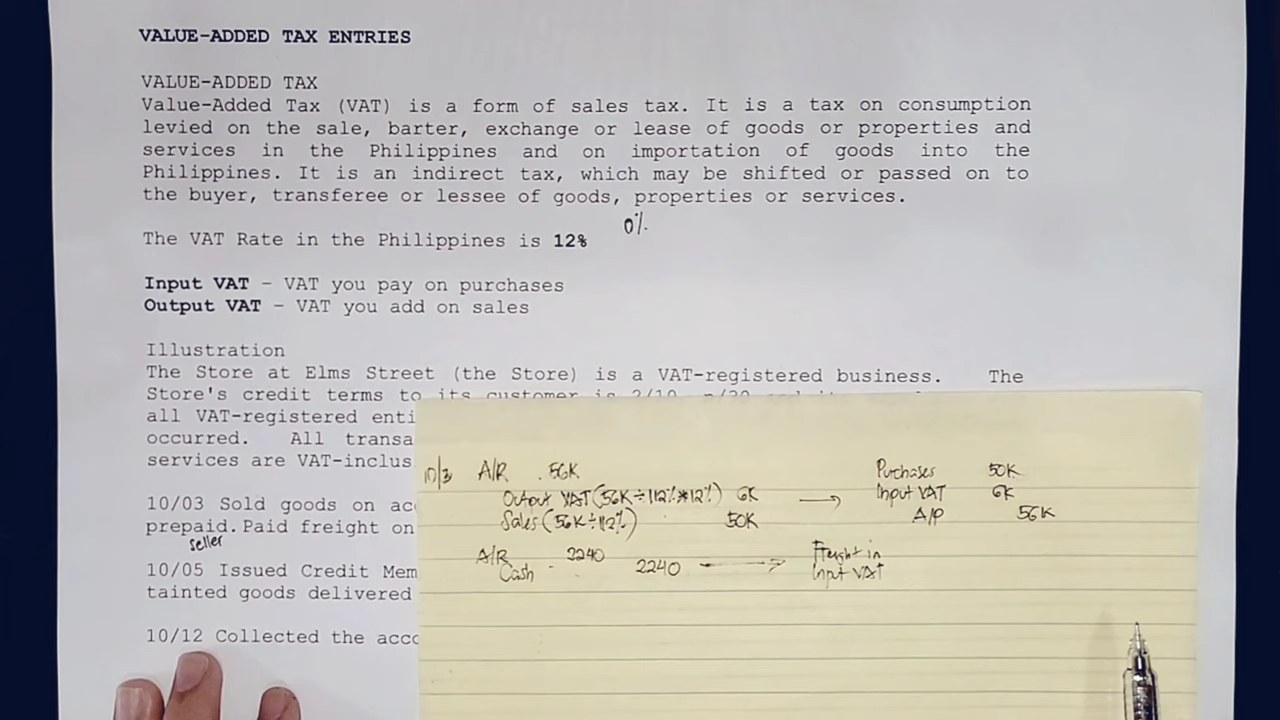 VALUE-ADDED TAX ENTRIES
VALUE-ADDED TAX
Value-Added Tax (VAT) is a form of sales tax. It is a tax on consumption
levied on the sale, barter, exchange or lease of goods or properties and
services in the Philippines and on importation of goods into the
Philippines. It is an indirect tax, which may be shifted or passed on to
the buyer, transferee or lessee of goods, properties or services.
0%
The VAT Rate in the Philippines is 12%
Input VAT – VAT you pay on purchases
Output VAT – VAT you add on sales
Illustration
The Store at Elms Street (the Store) is a VAT-registered business. The
Store's credit terms to its customer is 2/10,
all VAT-registered enti
occurred. All transa
services are VAT-inclus
10/03 Sold goods on ac
prepaid. Paid freight on
seller
10/05 Issued Credit Mem
tainted goods delivered
10/12 Collected the acco
10/3 A/R 56K
Output VAT (56K÷112%*12%) 6K
Sales (56K÷112%) 50K
A/R 2240
Cash 2240
Purchases 50K
Input VAT 6K
A/P 56K
Freight in
Input VAT